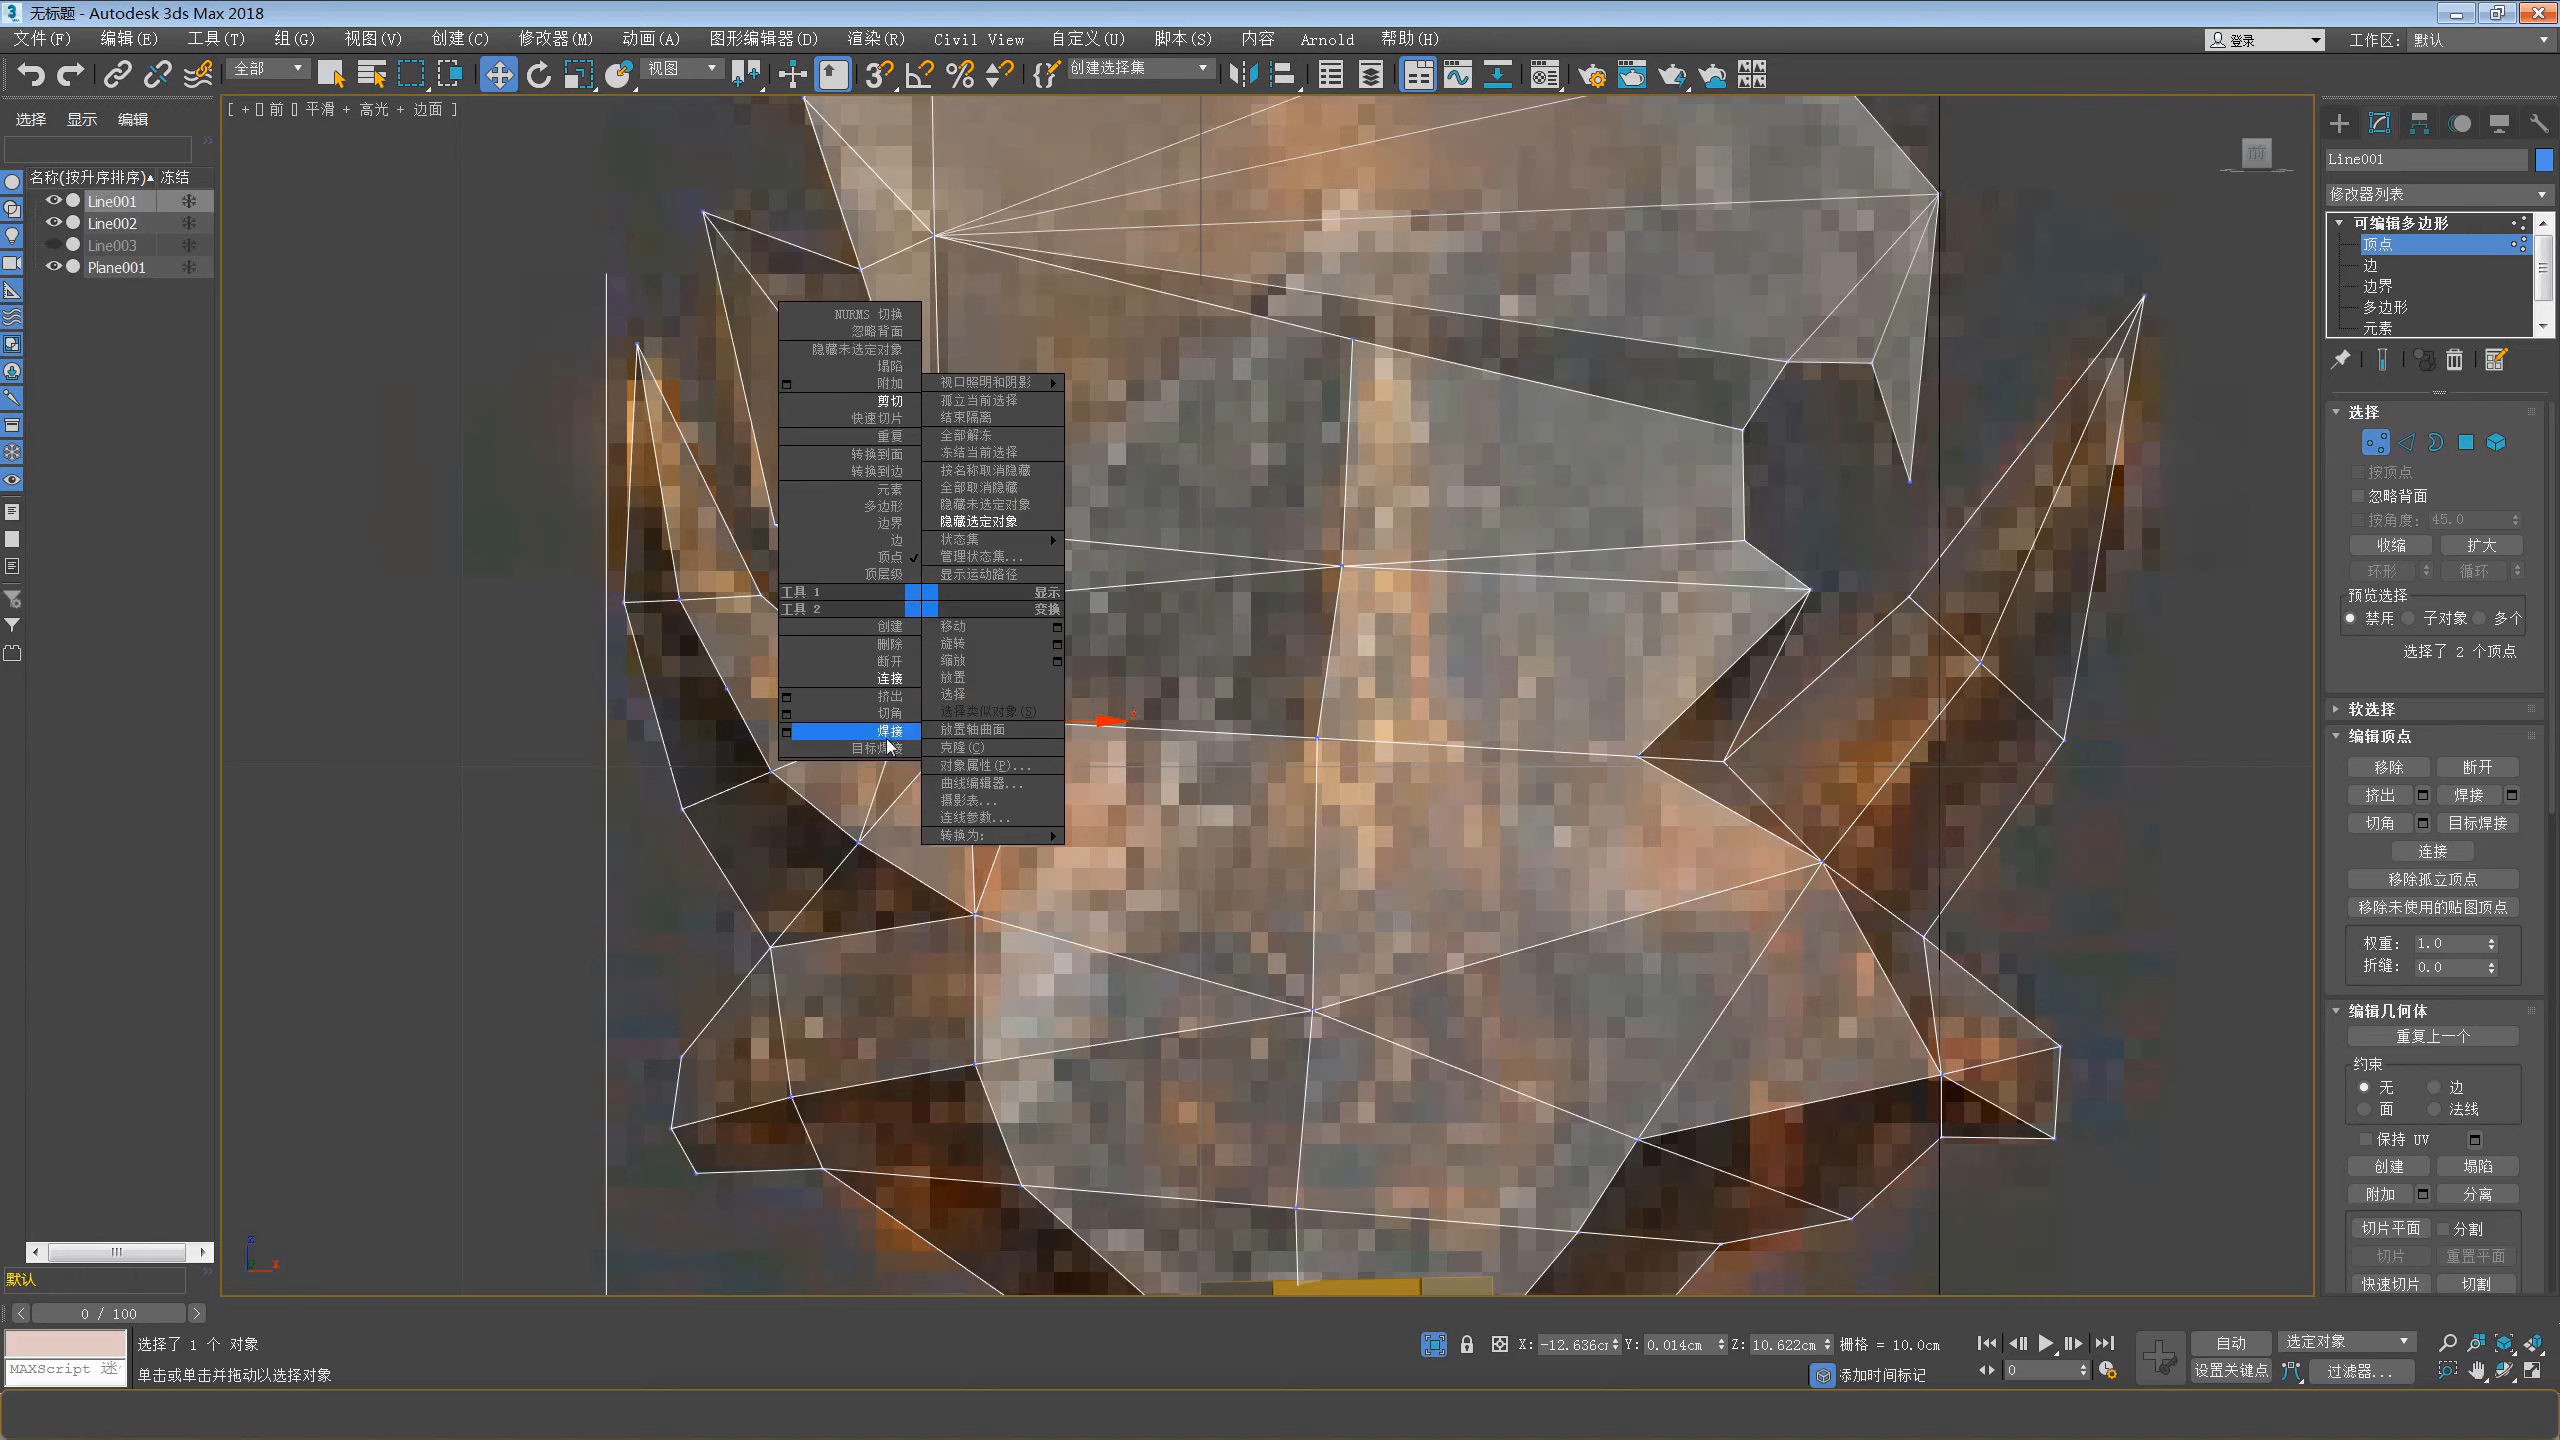 无标题 - Autodesk 3ds Max 2018
文件(F) 编辑(E) 工具(T) 组(G) 视图(V) 创建(C) 修改器(M) 动画(A) 图形编辑器(D) 渲染(R) Civil View 自定义(U) 脚本(S) 内容 Arnold 帮助(H) 登录 工作区: 默认
全部 视图 创建选择集
选择 显示 编辑
[ + ▯ 前 ▯ 平滑 + 高光 + 边面 ]
名称(按升序排序) 冻结
Line001
Line002
Line003
Plane001
默认
NURMS 切换
忽略背面
隐藏未选定对象
塌陷
附加
剪切
快速切片
重复
转换到面
转换到边
元素
多边形
边界
边
顶点
顶层级
工具 1
工具 2
创建
删除
断开
连接
挤出
切角
焊接
目标焊接
视口照明和阴影
孤立当前选择
结束隔离
全部解冻
冻结当前选择
按名称取消隐藏
全部取消隐藏
隐藏未选定对象
隐藏选定对象
状态集
管理状态集...
显示运动路径
显示
变换
移动
旋转
缩放
放置
选择
选择类似对象(S)
放置轴曲面
克隆(C)
对象属性(P)...
曲线编辑器...
摄影表...
连线参数...
转换为:
前
z
x
Line001
修改器列表
可编辑多边形
顶点
边
边界
多边形
元素
选择
按顶点
忽略背面
按角度: 45.0
收缩 扩大
环形 循环
预览选择
禁用 子对象 多个
选择了 2 个顶点
软选择
编辑顶点
移除 断开
挤出 焊接
切角 目标焊接
连接
移除孤立顶点
移除未使用的贴图顶点
权重: 1.0
折缝: 0.0
编辑几何体
重复上一个
约束
无 边
面 法线
保持 UV
创建 塌陷
附加 分离
切片平面 分割
切片 重置平面
快速切片 切割
0 / 100
选择了 1 个 对象
MAXScript 迷
单击或单击并拖动以选择对象
X: -12.636cm Y: 0.014cm Z: 10.622cm 栅格 = 10.0cm
添加时间标记
0
自动 选定对象
设置关键点 过滤器...